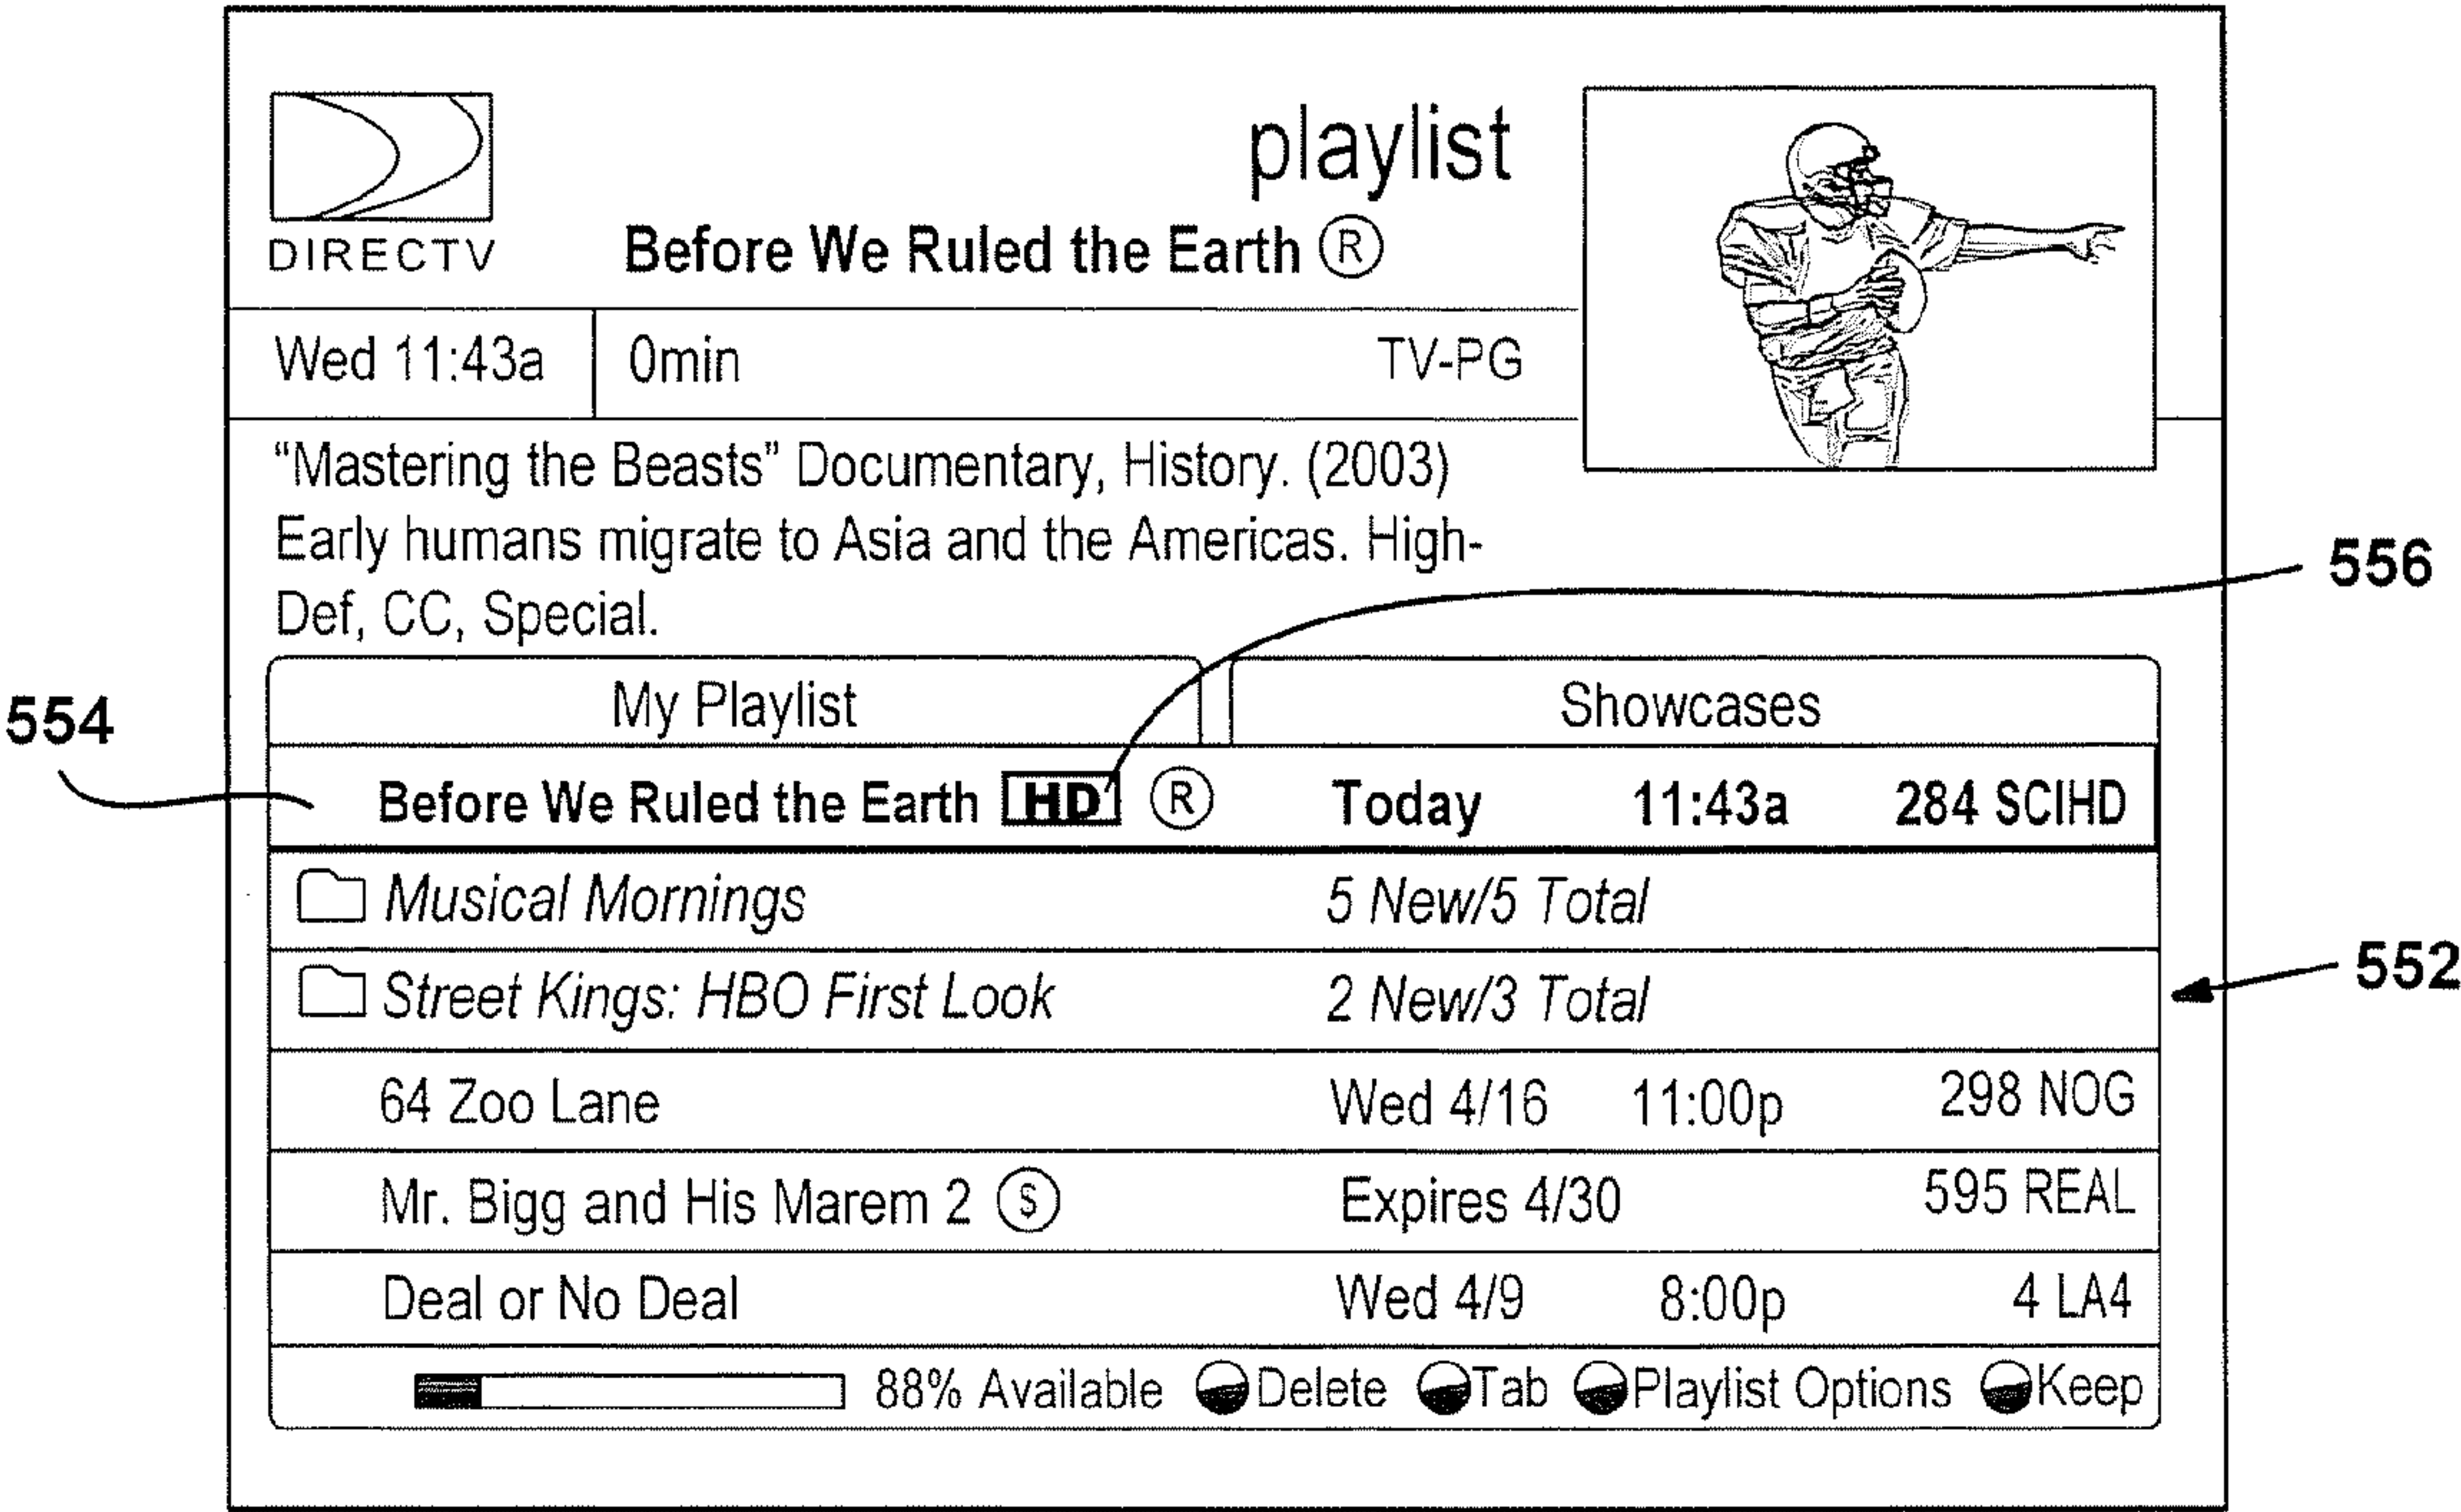 playlist
DIRECTV
Before We Ruled the Earth Ⓡ
Wed 11:43a 0min TV-PG
“Mastering the Beasts” Documentary, History. (2003)
Early humans migrate to Asia and the Americas. High-
Def, CC, Special.
556
554
My Playlist Showcases
Before We Ruled the Earth HD Ⓡ Today 11:43a 284 SCIHD
Musical Mornings 5 New/5 Total
552
Street Kings: HBO First Look 2 New/3 Total
64 Zoo Lane Wed 4/16 11:00p 298 NOG
Mr. Bigg and His Marem 2 Ⓢ Expires 4/30 595 REAL
Deal or No Deal Wed 4/9 8:00p 4 LA4
88% Available Delete Tab Playlist Options Keep